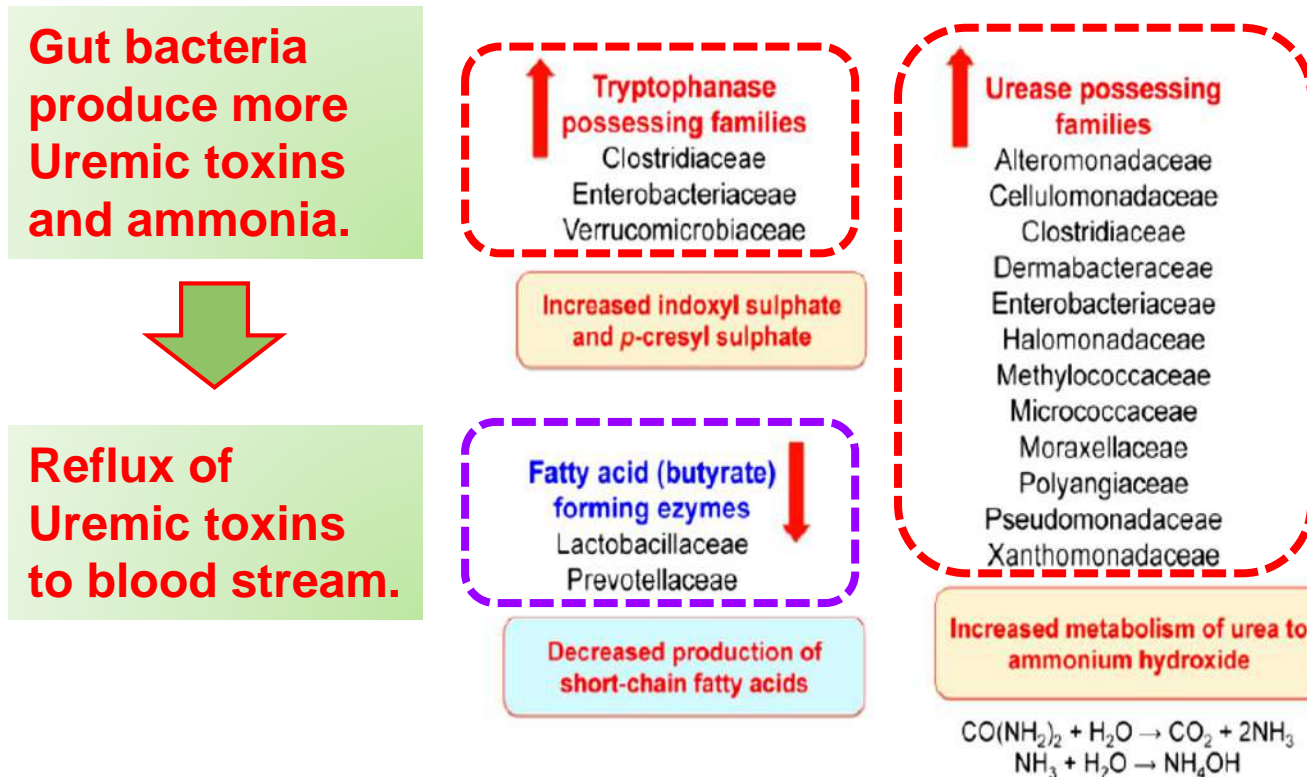 Gut bacteria
produce more
Uremic toxins
and ammonia.
Reflux of
Uremic toxins
to blood stream.
Tryptophanase
possessing families
Clostridiaceae
Enterobacteriaceae
Verrucomicrobiaceae
Increased indoxyl sulphate
and p-cresyl sulphate
Fatty acid (butyrate)
forming ezymes
Lactobacillaceae
Prevotellaceae
Decreased production of
short-chain fatty acids
Urease possessing
families
Alteromonadaceae
Cellulomonadaceae
Clostridiaceae
Dermabacteraceae
Enterobacteriaceae
Halomonadaceae
Methylococcaceae
Micrococcaceae
Moraxellaceae
Polyangiaceae
Pseudomonadaceae
Xanthomonadaceae
Increased metabolism of urea to
ammonium hydroxide
CO(NH₂)₂ + H₂O → CO₂ + 2NH₃
NH₃ + H₂O → NH₄OH